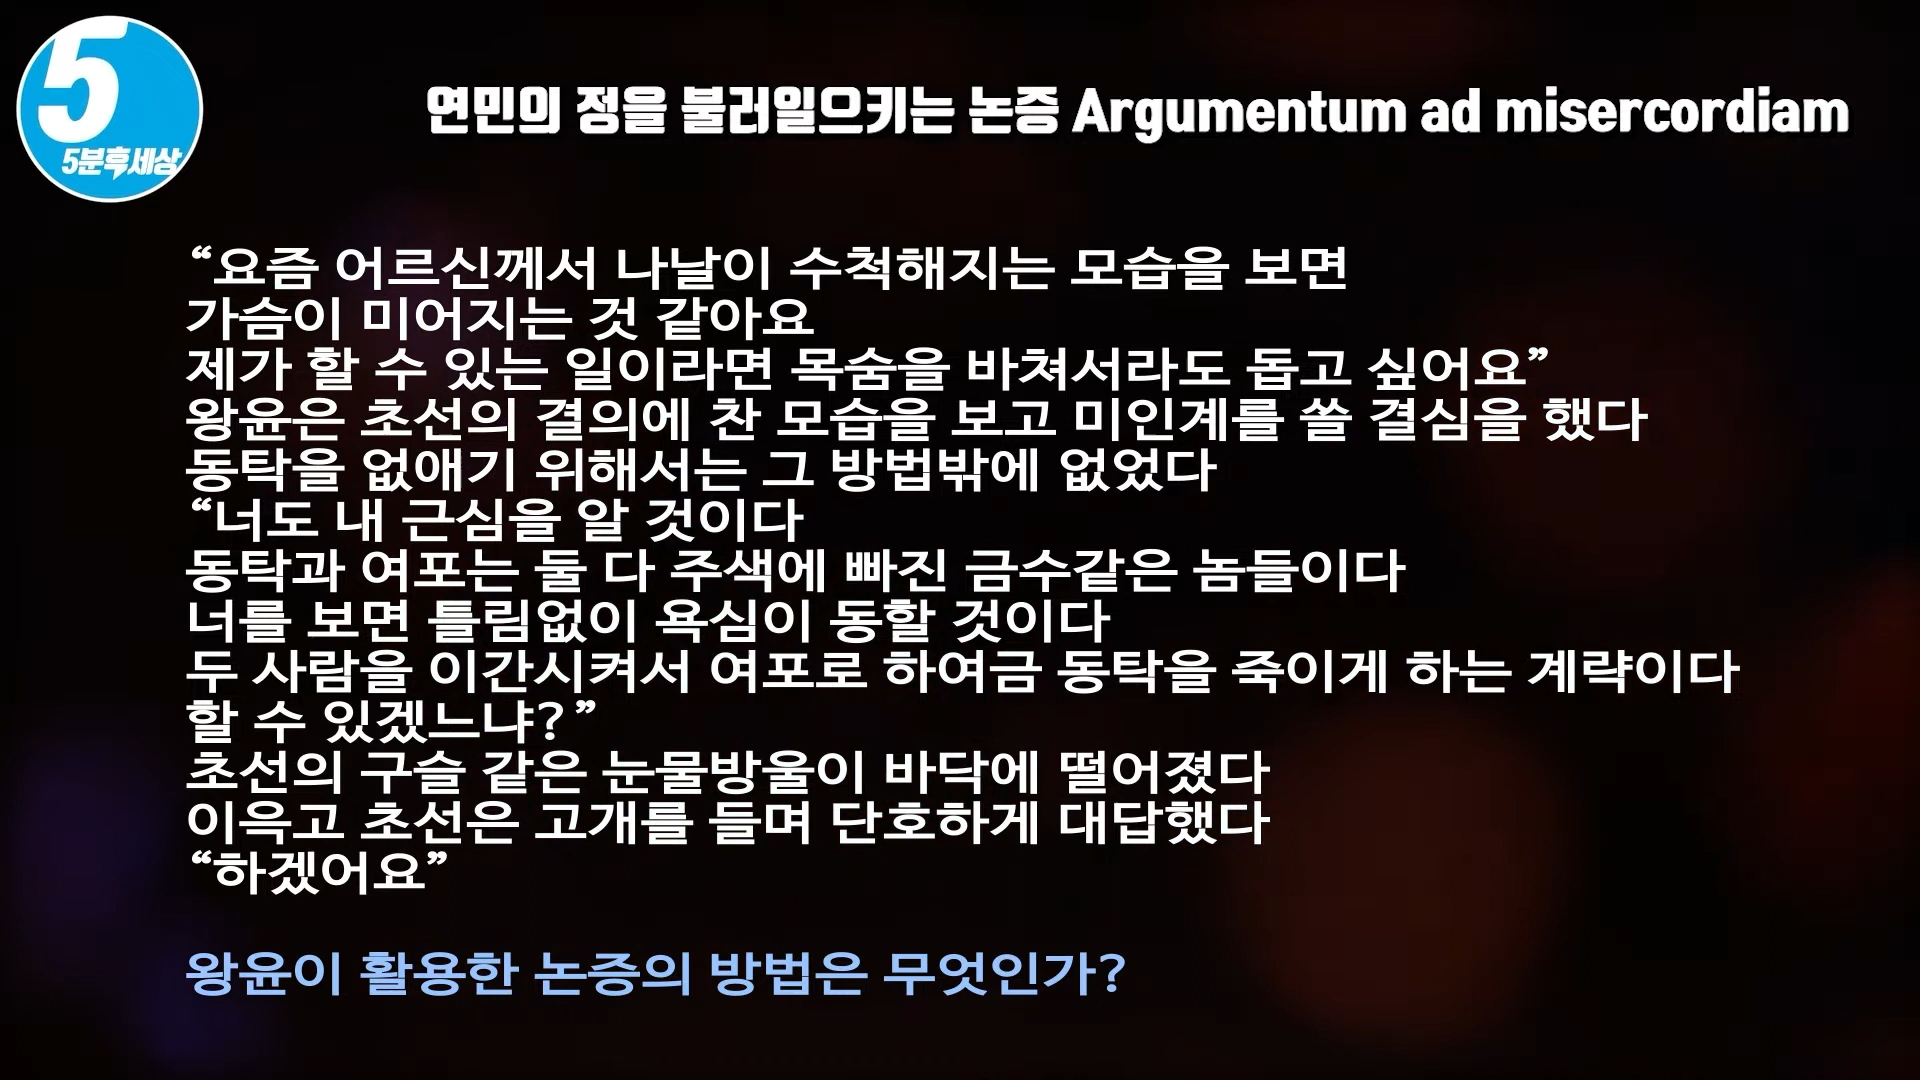 5
5분후세상
연민의 정을 불러일으키는 논증 Argumentum ad misercordiam
“요즘 어르신께서 나날이 수척해지는 모습을 보면
가슴이 미어지는 것 같아요
제가 할 수 있는 일이라면 목숨을 바쳐서라도 돕고 싶어요”
왕윤은 초선의 결의에 찬 모습을 보고 미인계를 쓸 결심을 했다
동탁을 없애기 위해서는 그 방법밖에 없었다
“너도 내 근심을 알 것이다
동탁과 여포는 둘 다 주색에 빠진 금수같은 놈들이다
너를 보면 틀림없이 욕심이 동할 것이다
두 사람을 이간시켜서 여포로 하여금 동탁을 죽이게 하는 계략이다
할 수 있겠느냐?”
초선의 구슬 같은 눈물방울이 바닥에 떨어졌다
이윽고 초선은 고개를 들며 단호하게 대답했다
“하겠어요”
왕윤이 활용한 논증의 방법은 무엇인가?